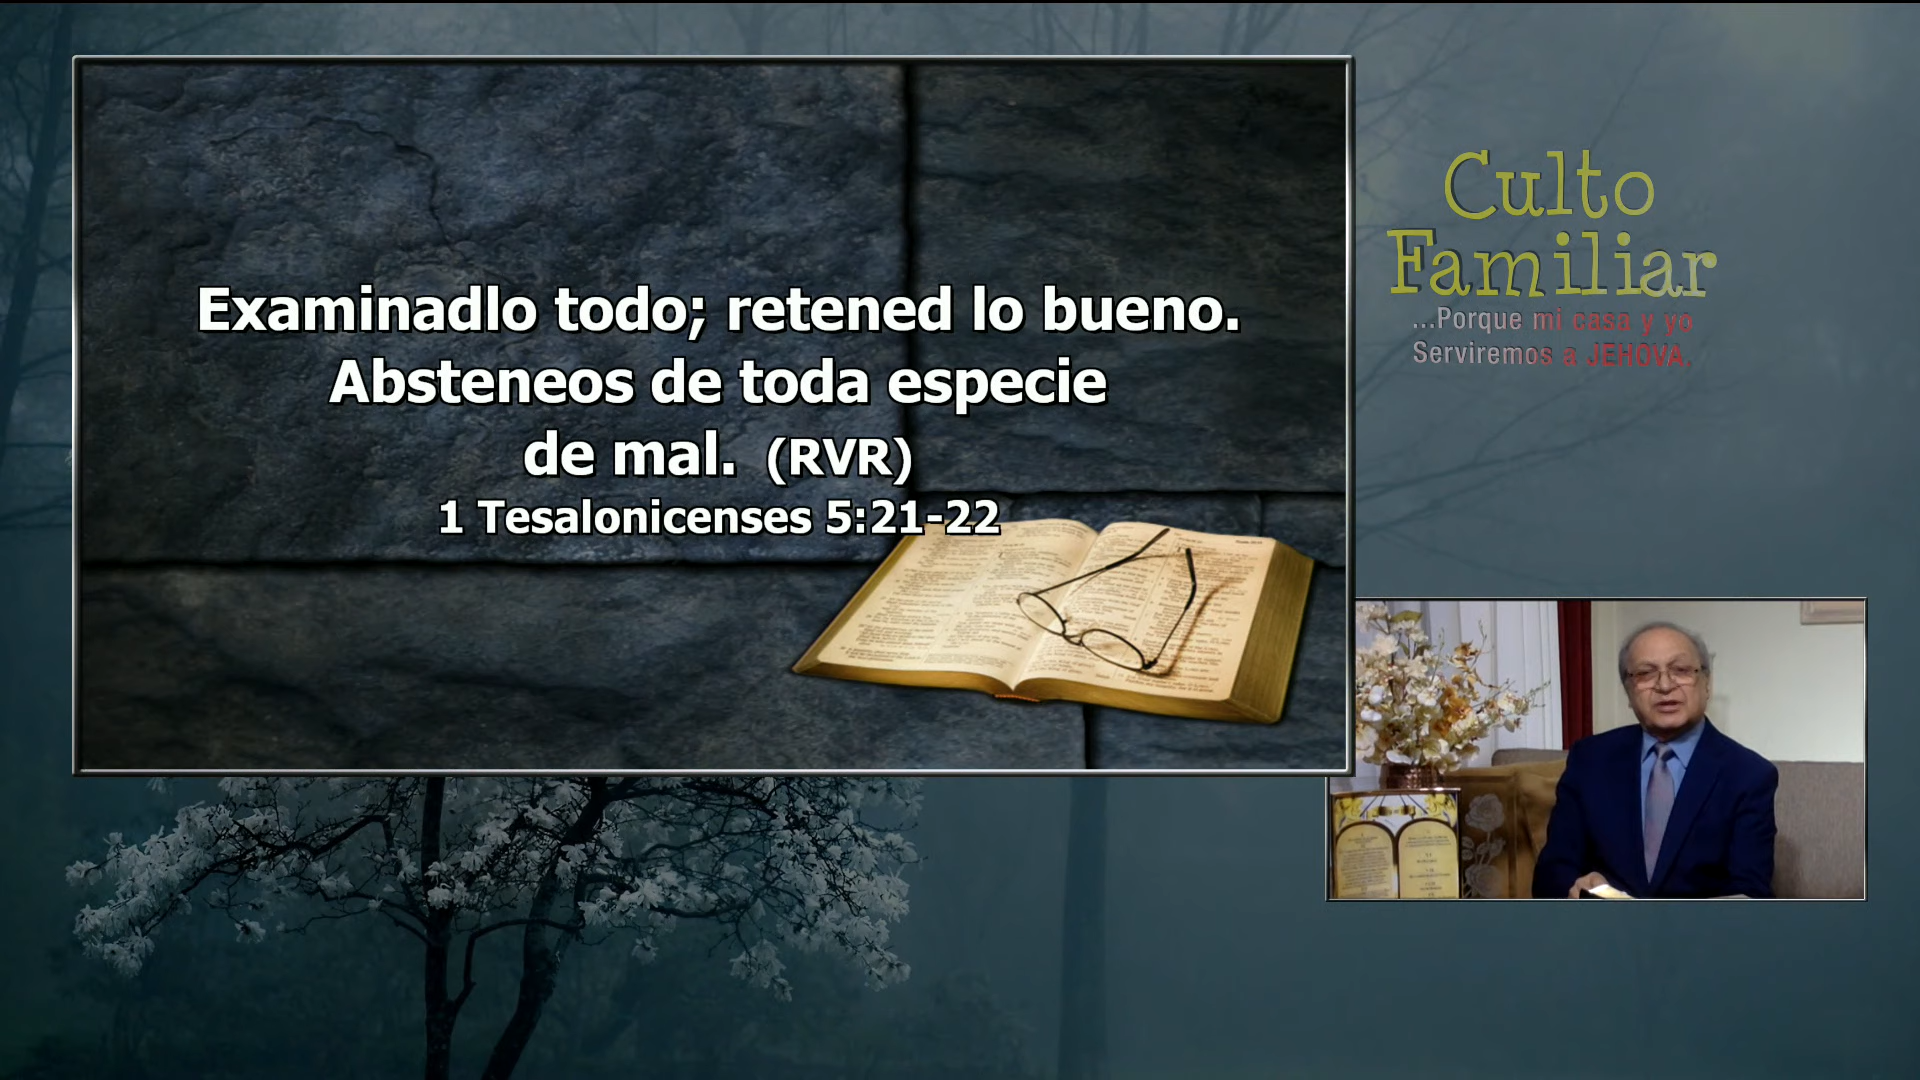 Examinadlo todo; retened lo bueno.
Absteneos de toda especie
de mal. (RVR)
1 Tesalonicenses 5:21-22
Culto
Familiar
...Porque mi casa y yo
Serviremos a JEHOVA.